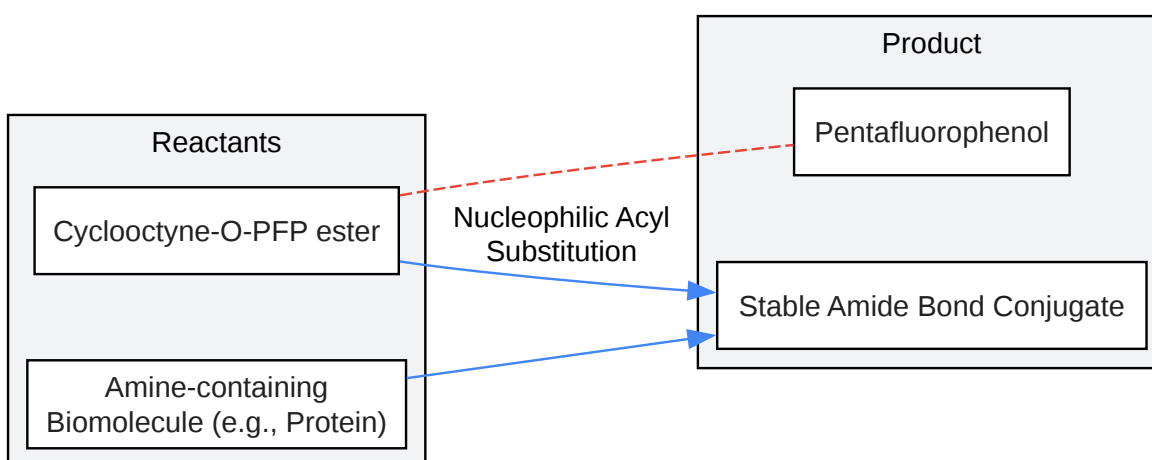 Reactants
Cyclooctyne-O-PFP ester
Amine-containing
Biomolecule (e.g., Protein)
Nucleophilic Acyl
Substitution
Product
Pentafluorophenol
Stable Amide Bond Conjugate